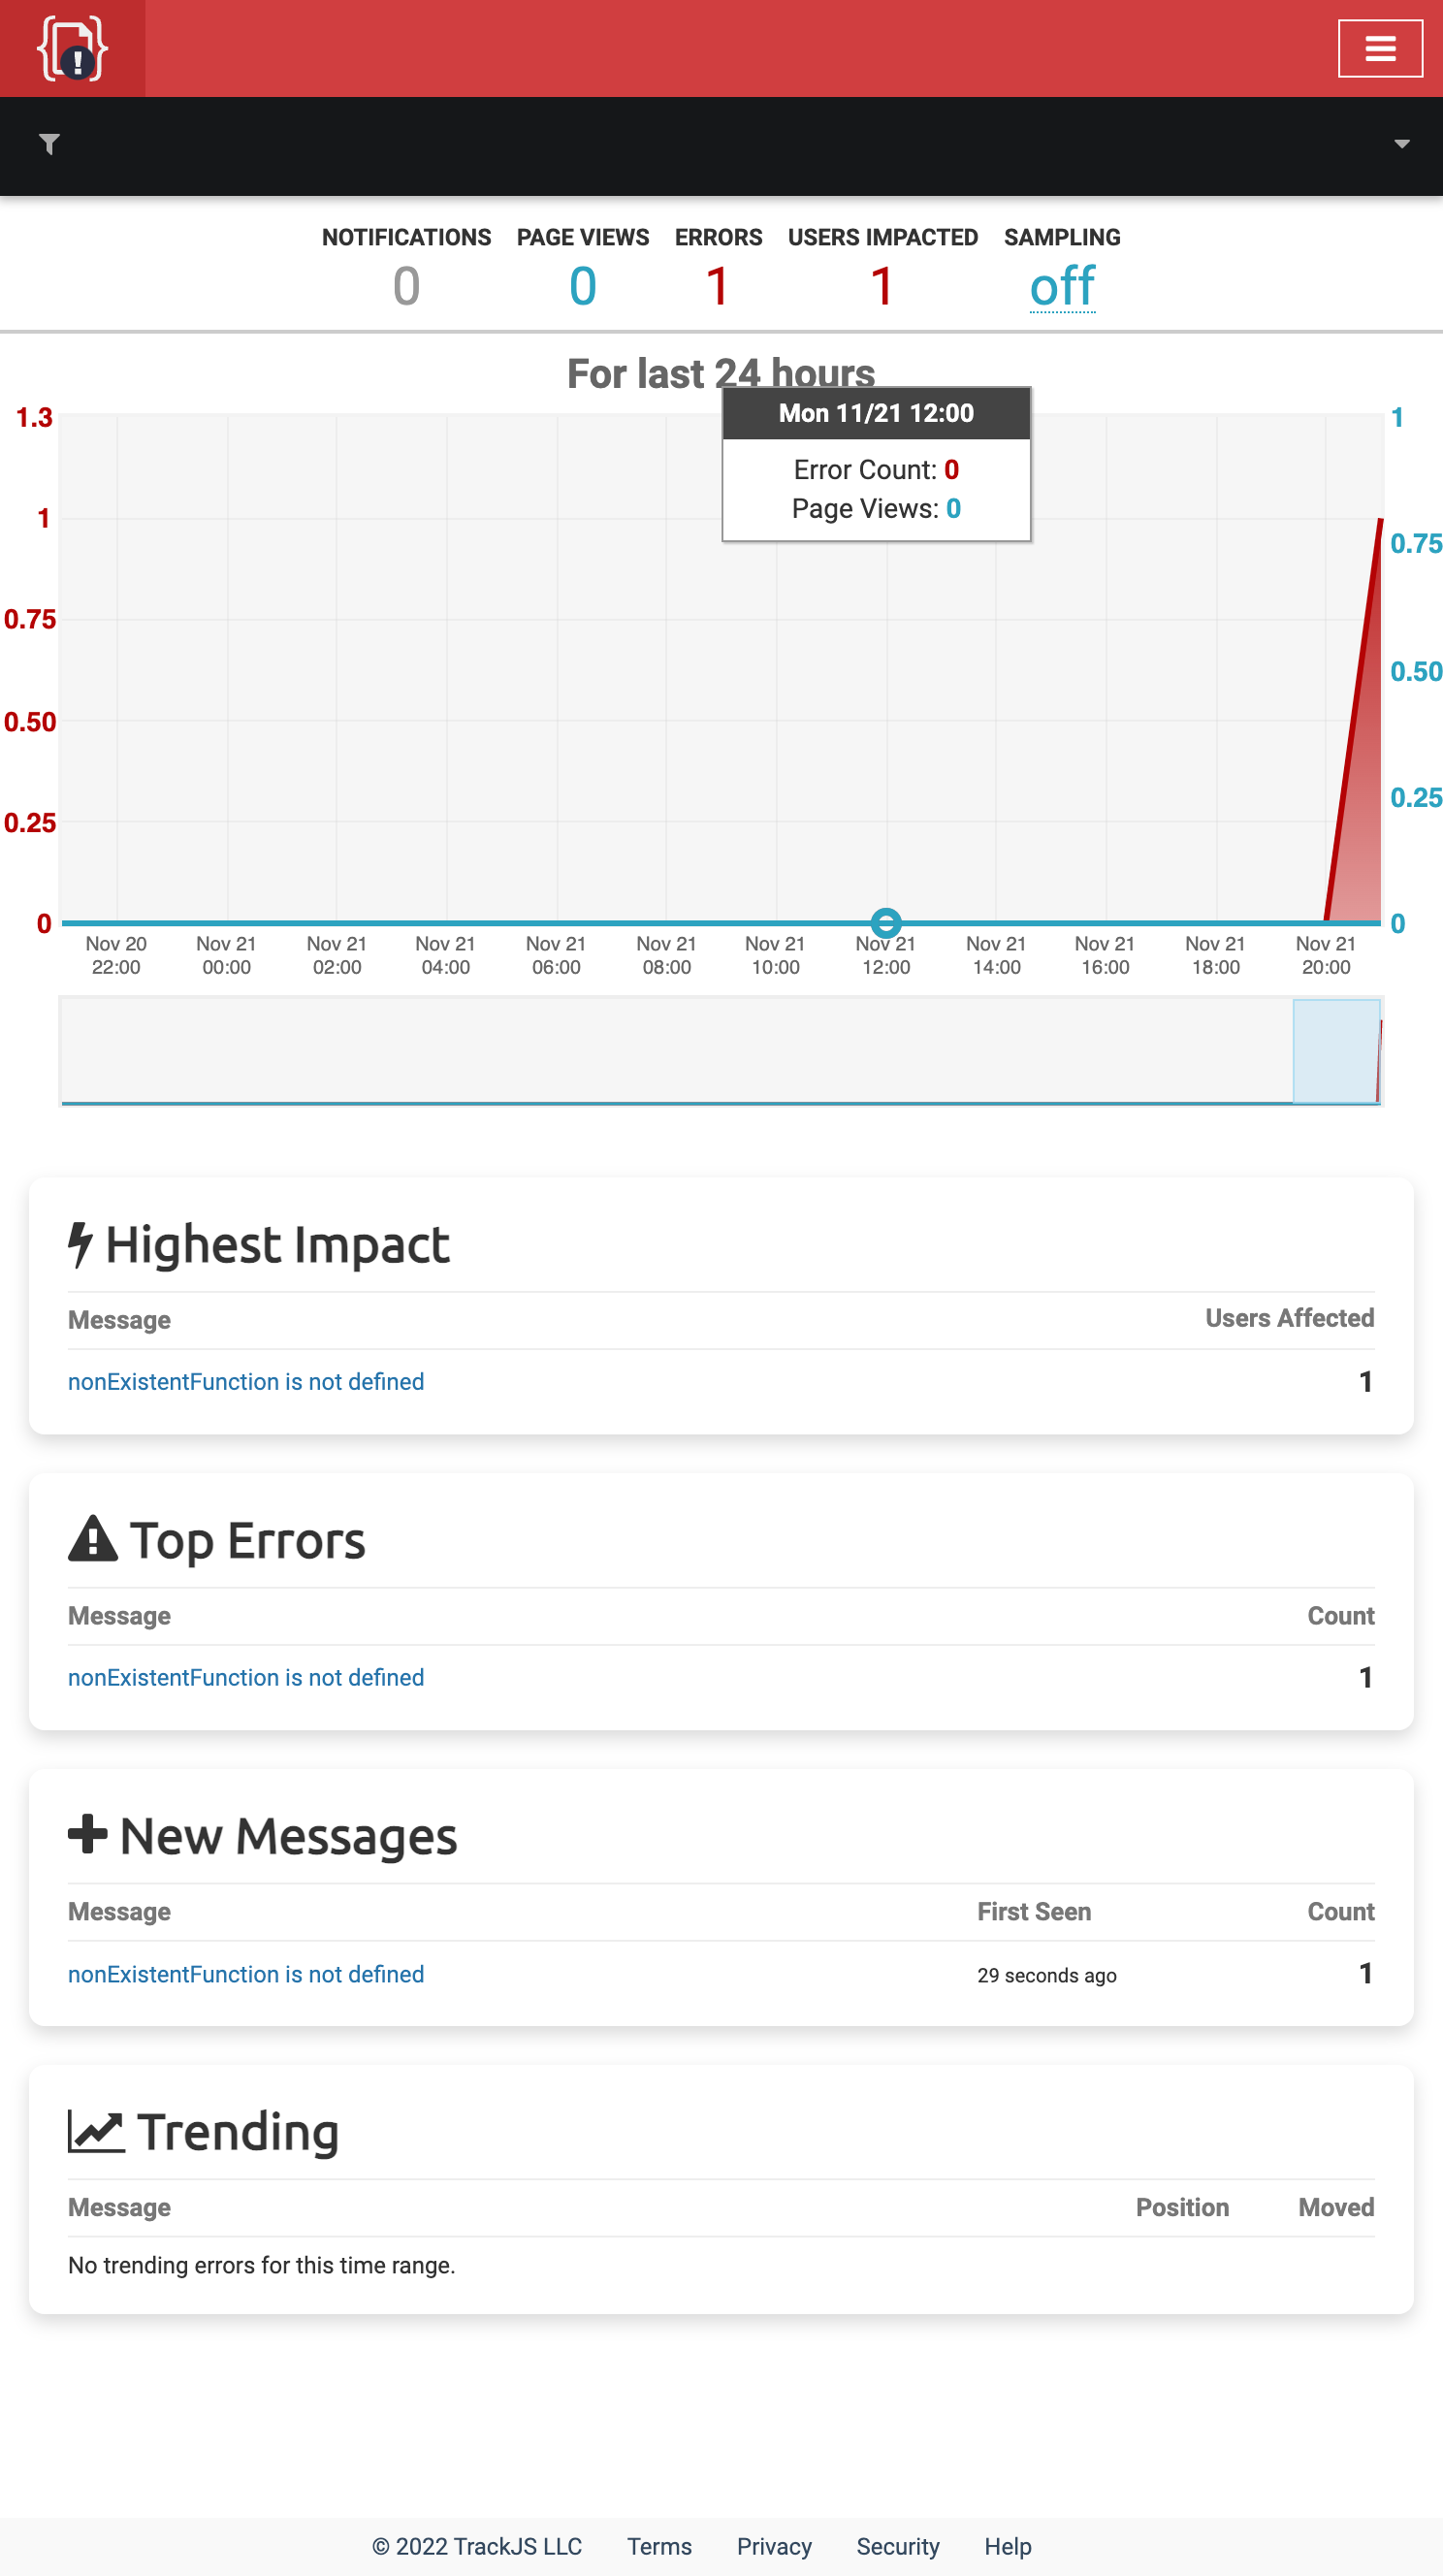 NOTIFICATIONS PAGE VIEWS ERRORS USERS IMPACTED SAMPLING
0 0 1 1 off
For last 24 hours
Mon 11/21 12:00
Error Count: 0
Page Views: 0
1.3
1
0.75
0.50
0.25
0
1
0.75
0.50
0.25
0
Nov 20 Nov 21 Nov 21 Nov 21 Nov 21 Nov 21 Nov 21 Nov 21 Nov 21 Nov 21 Nov 21 Nov 21
22:00 00:00 02:00 04:00 06:00 08:00 10:00 12:00 14:00 16:00 18:00 20:00
Highest Impact
Message Users Affected
nonExistentFunction is not defined 1
Top Errors
Message Count
nonExistentFunction is not defined 1
New Messages
Message First Seen Count
nonExistentFunction is not defined 29 seconds ago 1
Trending
Message Position Moved
No trending errors for this time range.
© 2022 TrackJS LLC Terms Privacy Security Help